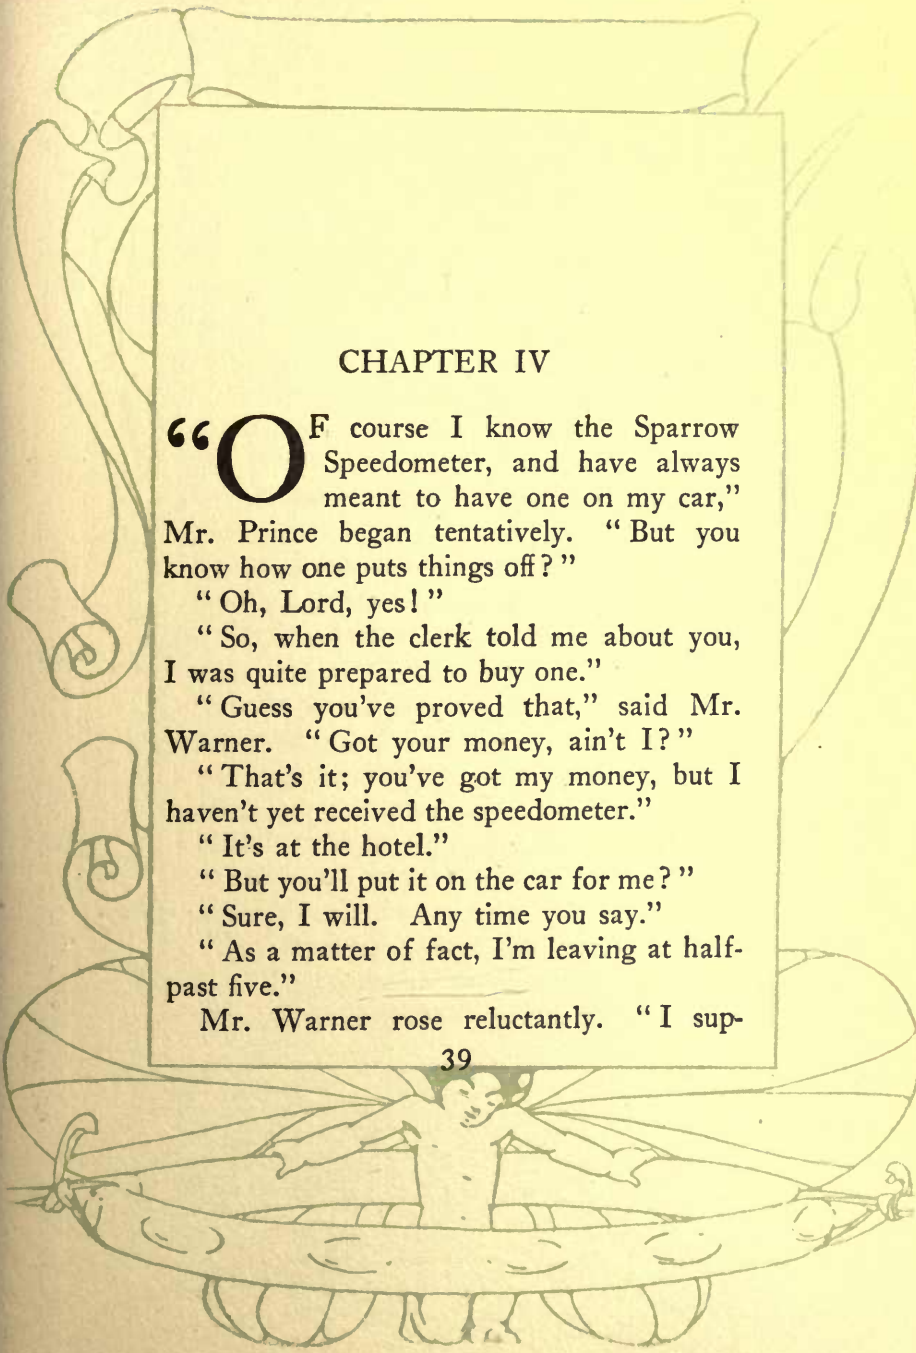 CHAPTER IV
“OF course I know the Sparrow
Speedometer, and have always
meant to have one on my car,”
Mr. Prince began tentatively. “But you
know how one puts things off?”
“Oh, Lord, yes!”
“So, when the clerk told me about you,
I was quite prepared to buy one.”
“Guess you've proved that,” said Mr.
Warner. “Got your money, ain't I?”
“That's it; you've got my money, but I
haven't yet received the speedometer.”
“It's at the hotel.”
“But you'll put it on the car for me?”
“Sure, I will. Any time you say.”
“As a matter of fact, I'm leaving at half-
past five.”
Mr. Warner rose reluctantly. “I sup-
39